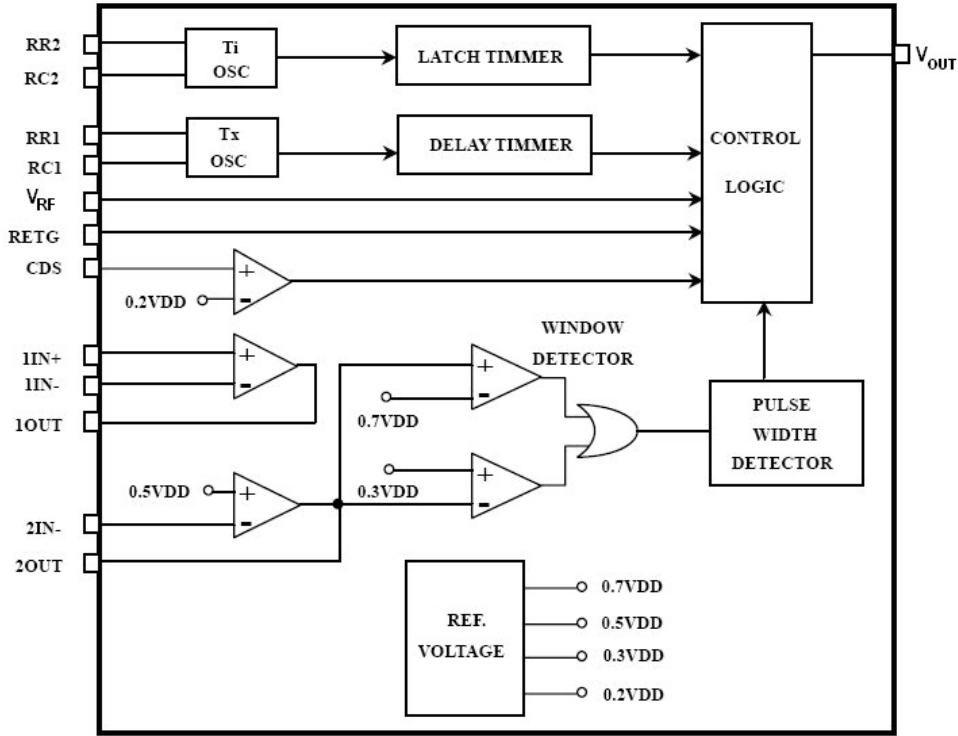 RR2
RC2
Ti
OSC
LATCH TIMMER
V_OUT
RR1
RC1
Tx
OSC
DELAY TIMMER
CONTROL
LOGIC
V_RF
RETG
CDS
+
-
0.2VDD
1IN+
1IN-
1OUT
+
-
WINDOW
DETECTOR
+
-
0.7VDD
PULSE
WIDTH
DETECTOR
0.5VDD
+
-
0.3VDD
+
-
2IN-
2OUT
REF.
VOLTAGE
0.7VDD
0.5VDD
0.3VDD
0.2VDD